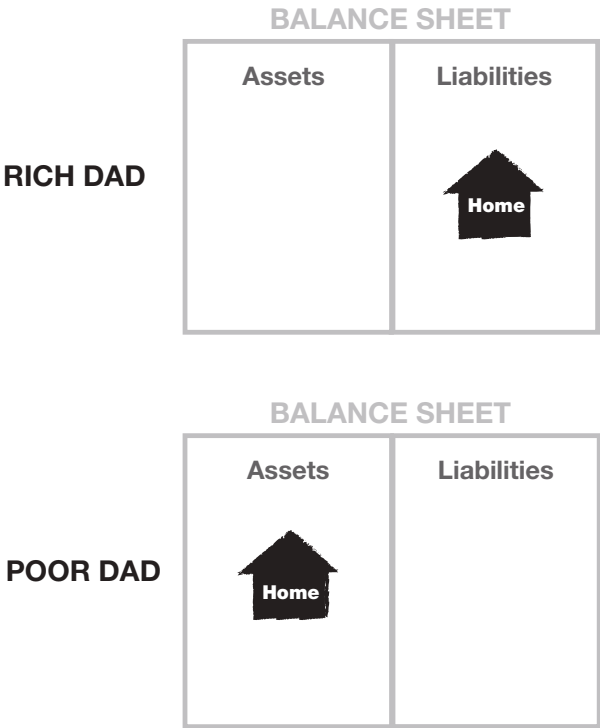 BALANCE SHEET
Assets Liabilities
RICH DAD
Home
BALANCE SHEET
Assets Liabilities
POOR DAD
Home